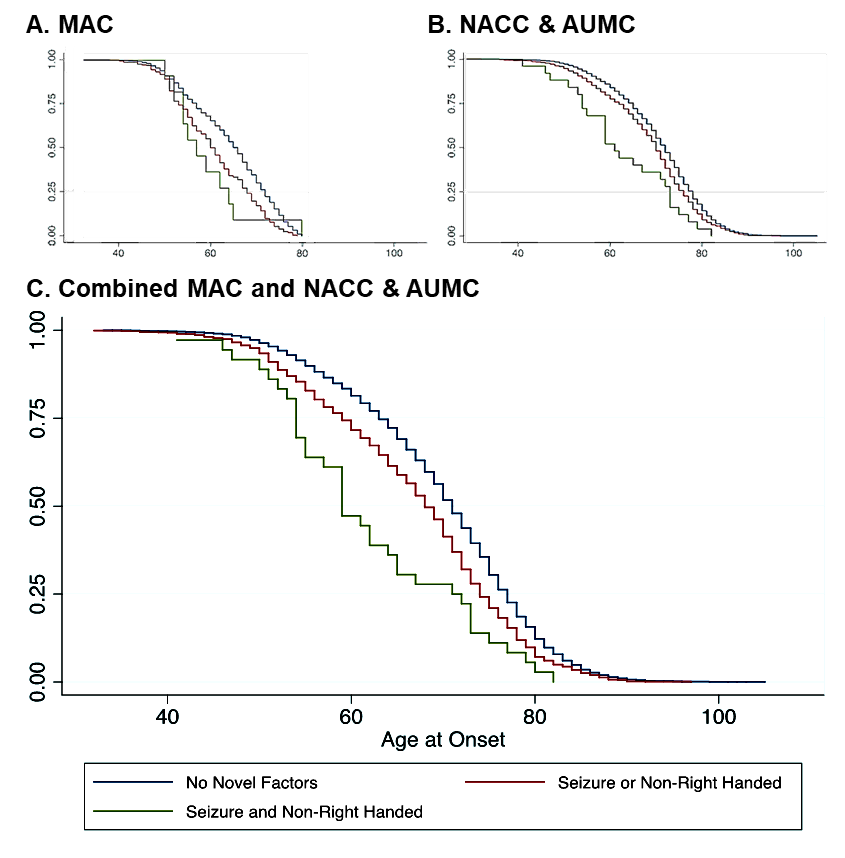 A. MAC
B. NACC & AUMC
1.00
0.75
0.50
0.25
0.00
40 60 80 100
1.00
0.75
0.50
0.25
0.00
40 60 80 100
C. Combined MAC and NACC & AUMC
1.00
0.75
0.50
0.25
0.00
40 60 80 100
Age at Onset
No Novel Factors
Seizure or Non-Right Handed
Seizure and Non-Right Handed